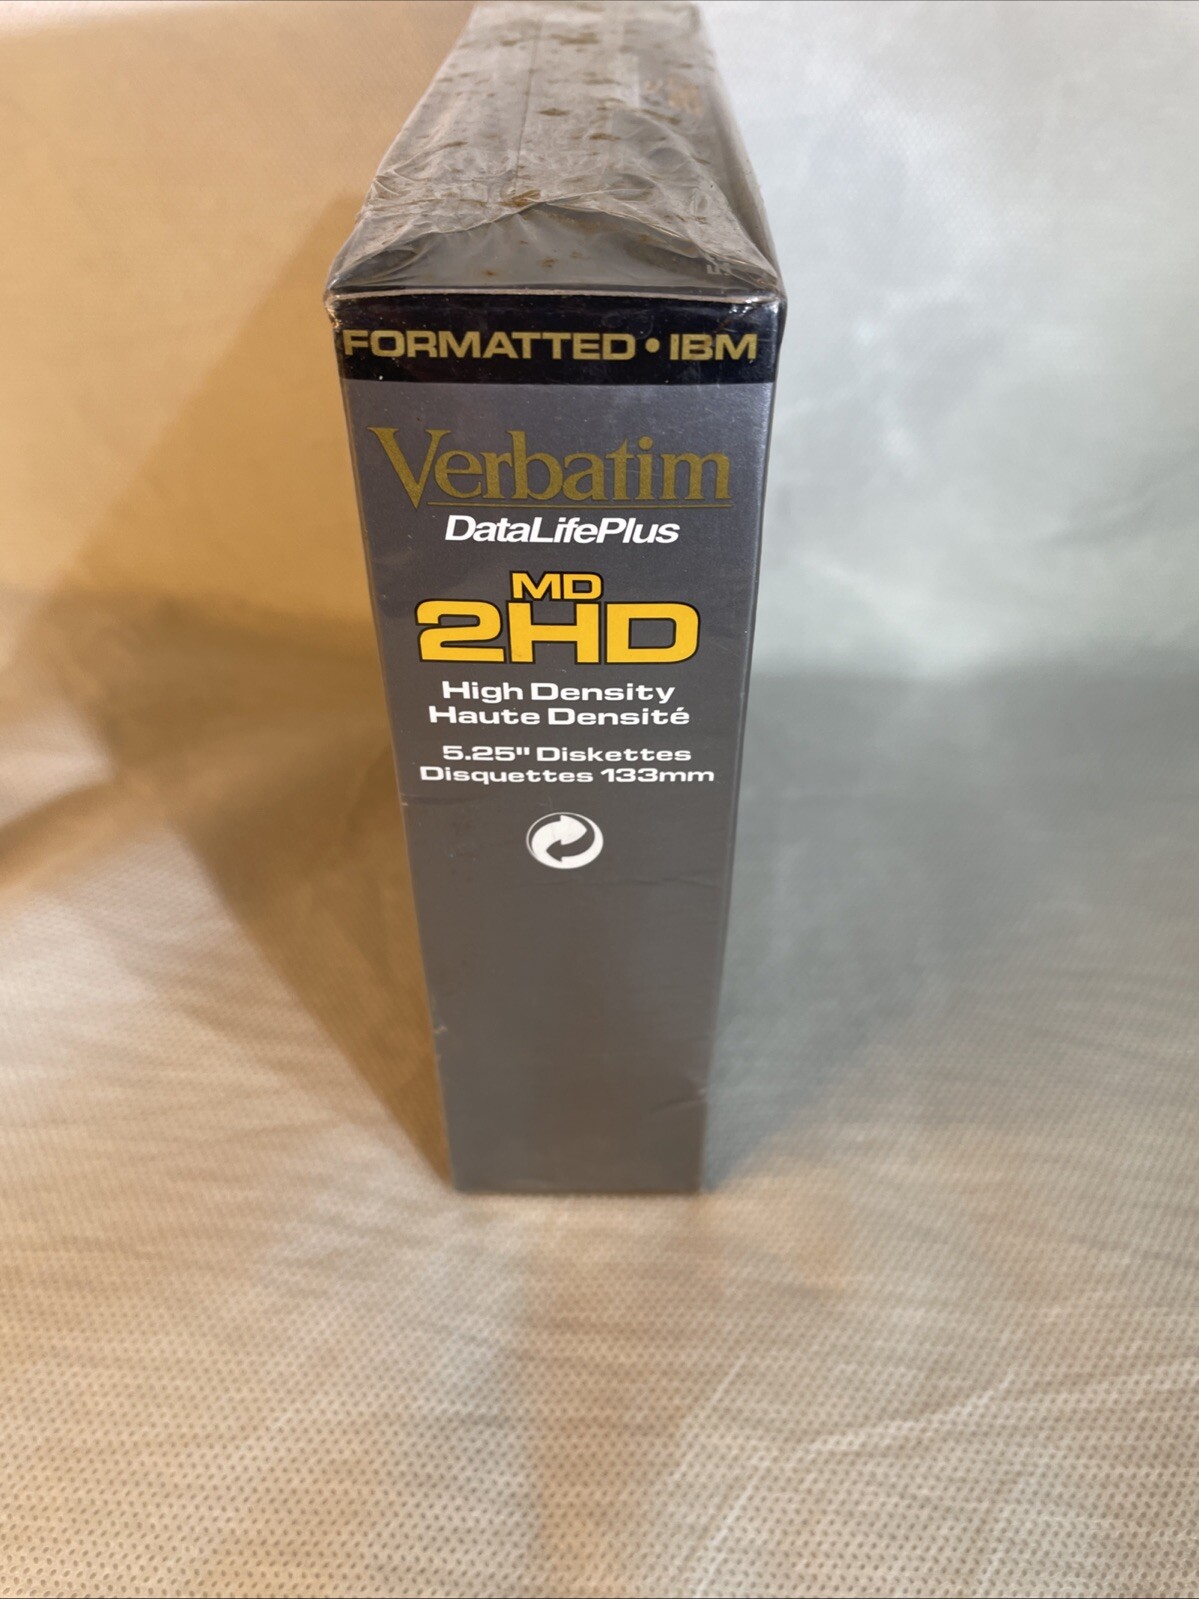 FORMATTED • IBM
Verbatim
DataLifePlus
MD
2HD
High Density
Haute Densité
5.25" Diskettes
Disquettes 133mm